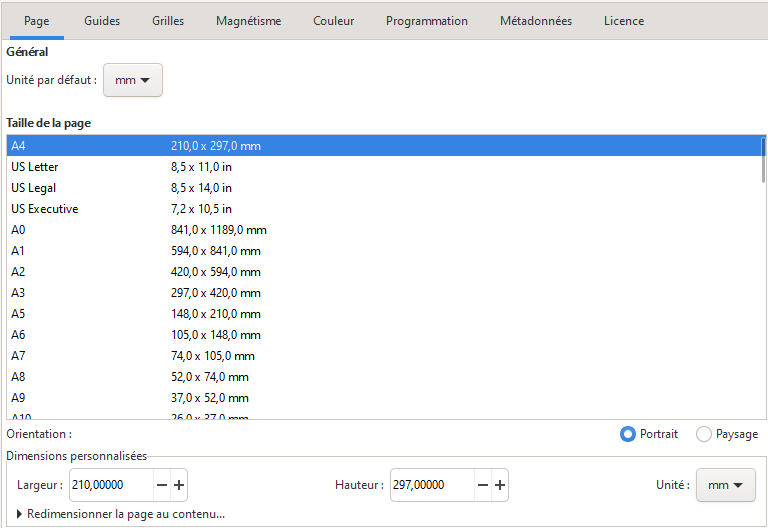 Page Guides Grilles Magnétisme Couleur Programmation Métadonnées Licence
Général
Unité par défaut : mm
Taille de la page
A4 210,0 x 297,0 mm
US Letter 8,5 x 11,0 in
US Legal 8,5 x 14,0 in
US Executive 7,2 x 10,5 in
A0 841,0 x 1189,0 mm
A1 594,0 x 841,0 mm
A2 420,0 x 594,0 mm
A3 297,0 x 420,0 mm
A5 148,0 x 210,0 mm
A6 105,0 x 148,0 mm
A7 74,0 x 105,0 mm
A8 52,0 x 74,0 mm
A9 37,0 x 52,0 mm
A10 26,0 x 37,0 mm
Orientation : Portrait Paysage
Dimensions personnalisées
Largeur : 210,00000 Hauteur : 297,00000 Unité : mm
Redimensionner la page au contenu...